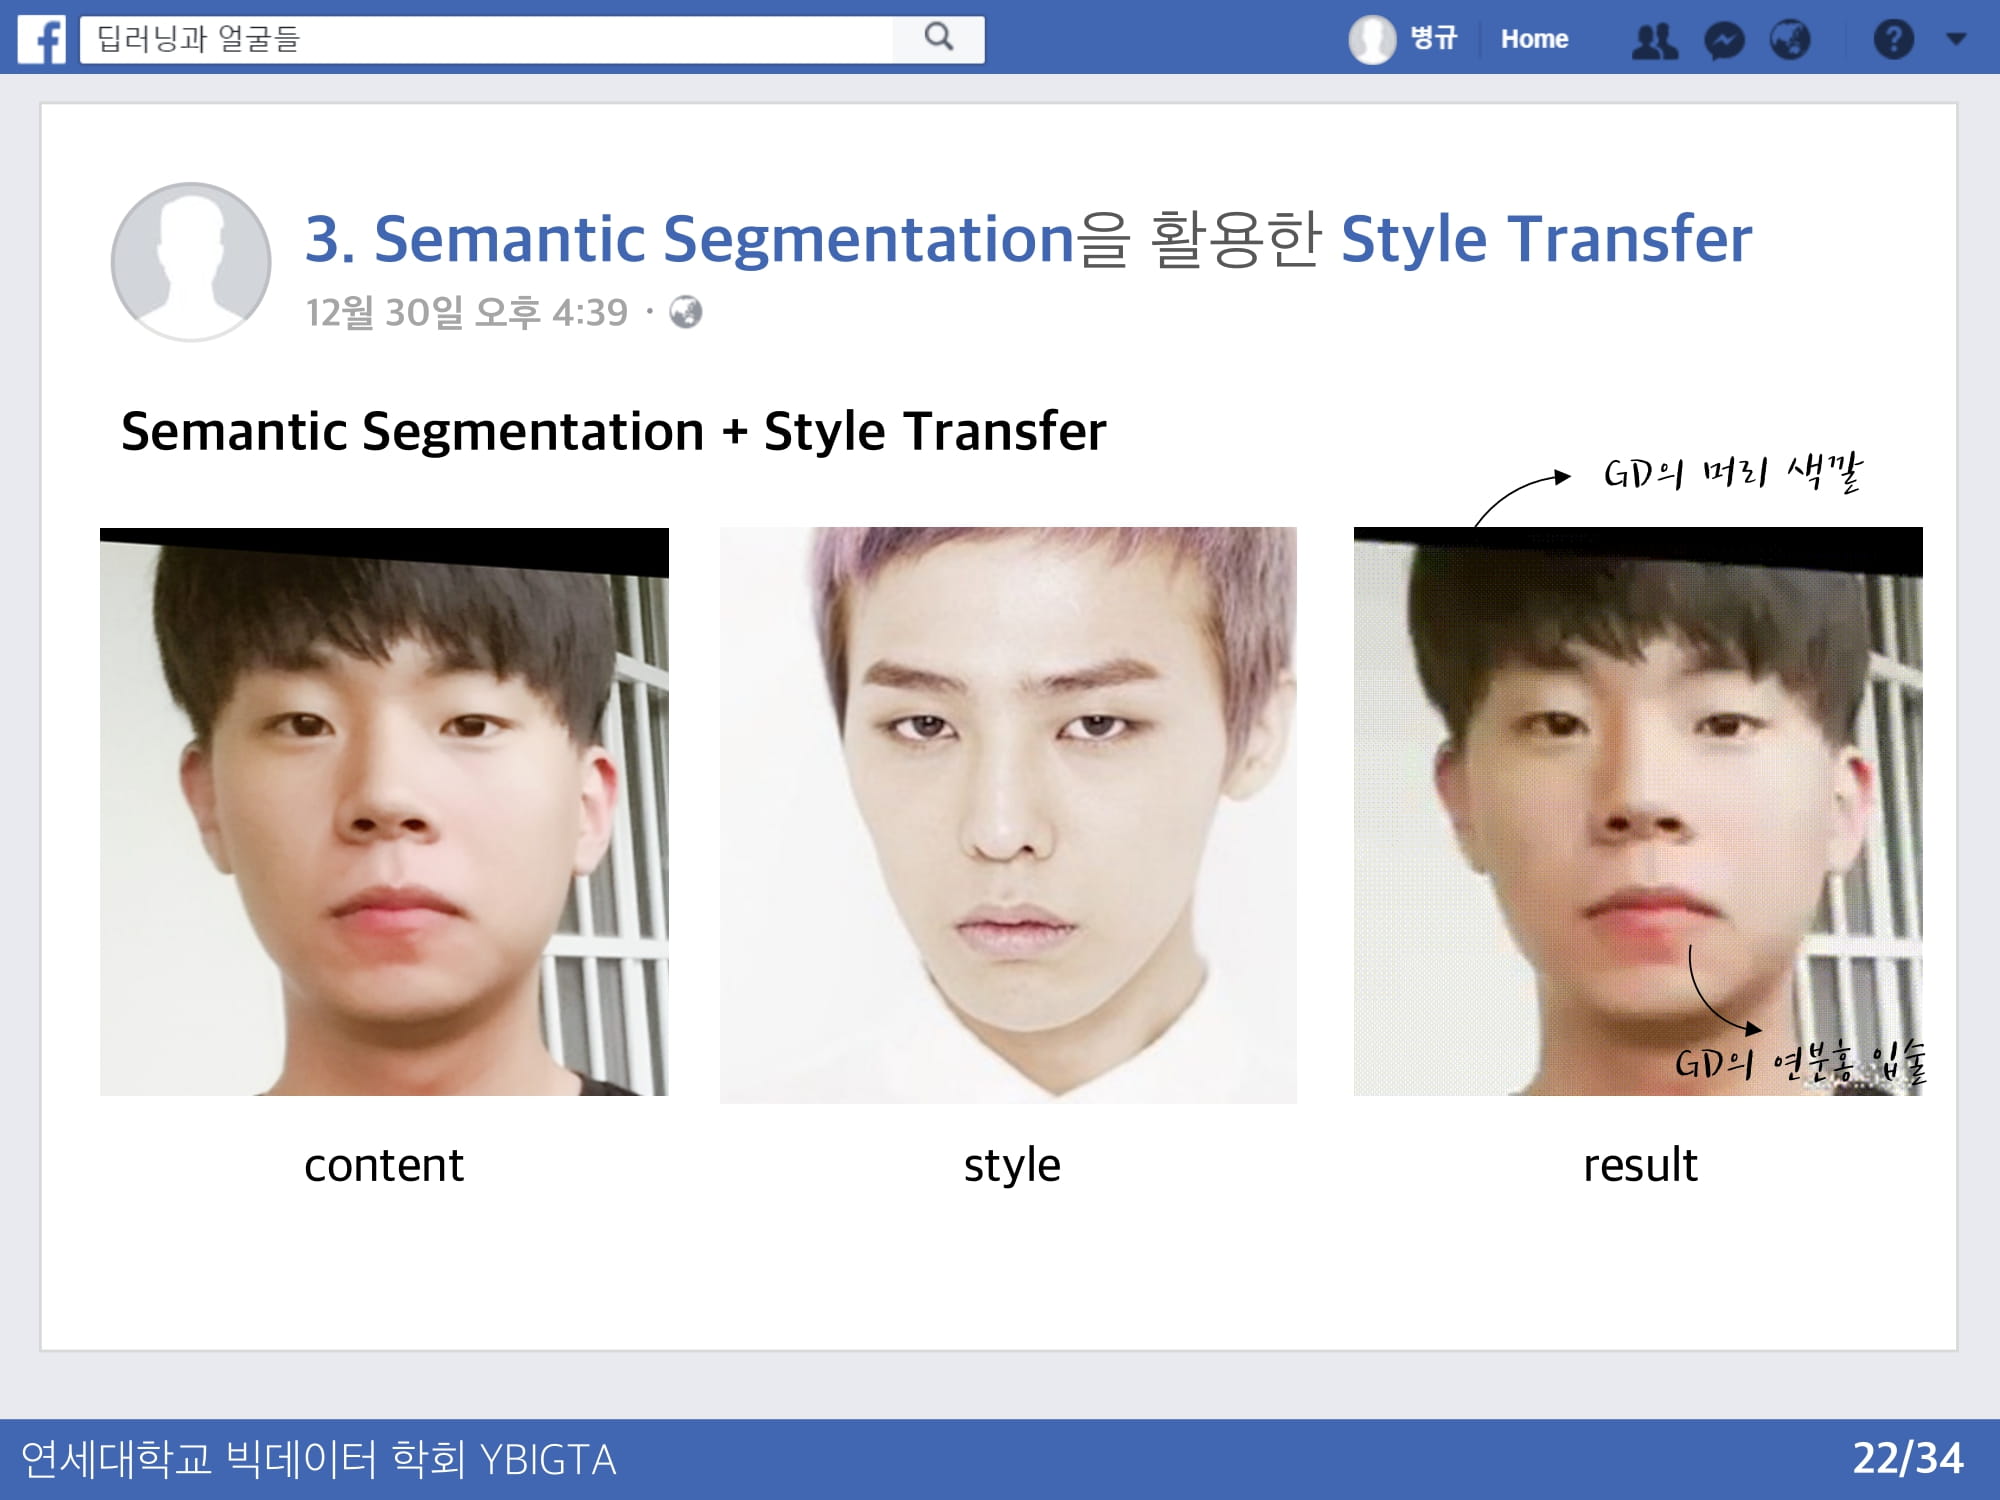 f 딥러닝과 얼굴들 병규 Home ?
3. Semantic Segmentation을 활용한 Style Transfer
12월 30일 오후 4:39 ·
Semantic Segmentation + Style Transfer
GD의 머리 색깔
GD의 연분홍 입술
content style result
연세대학교 빅데이터 학회 YBIGTA 22/34